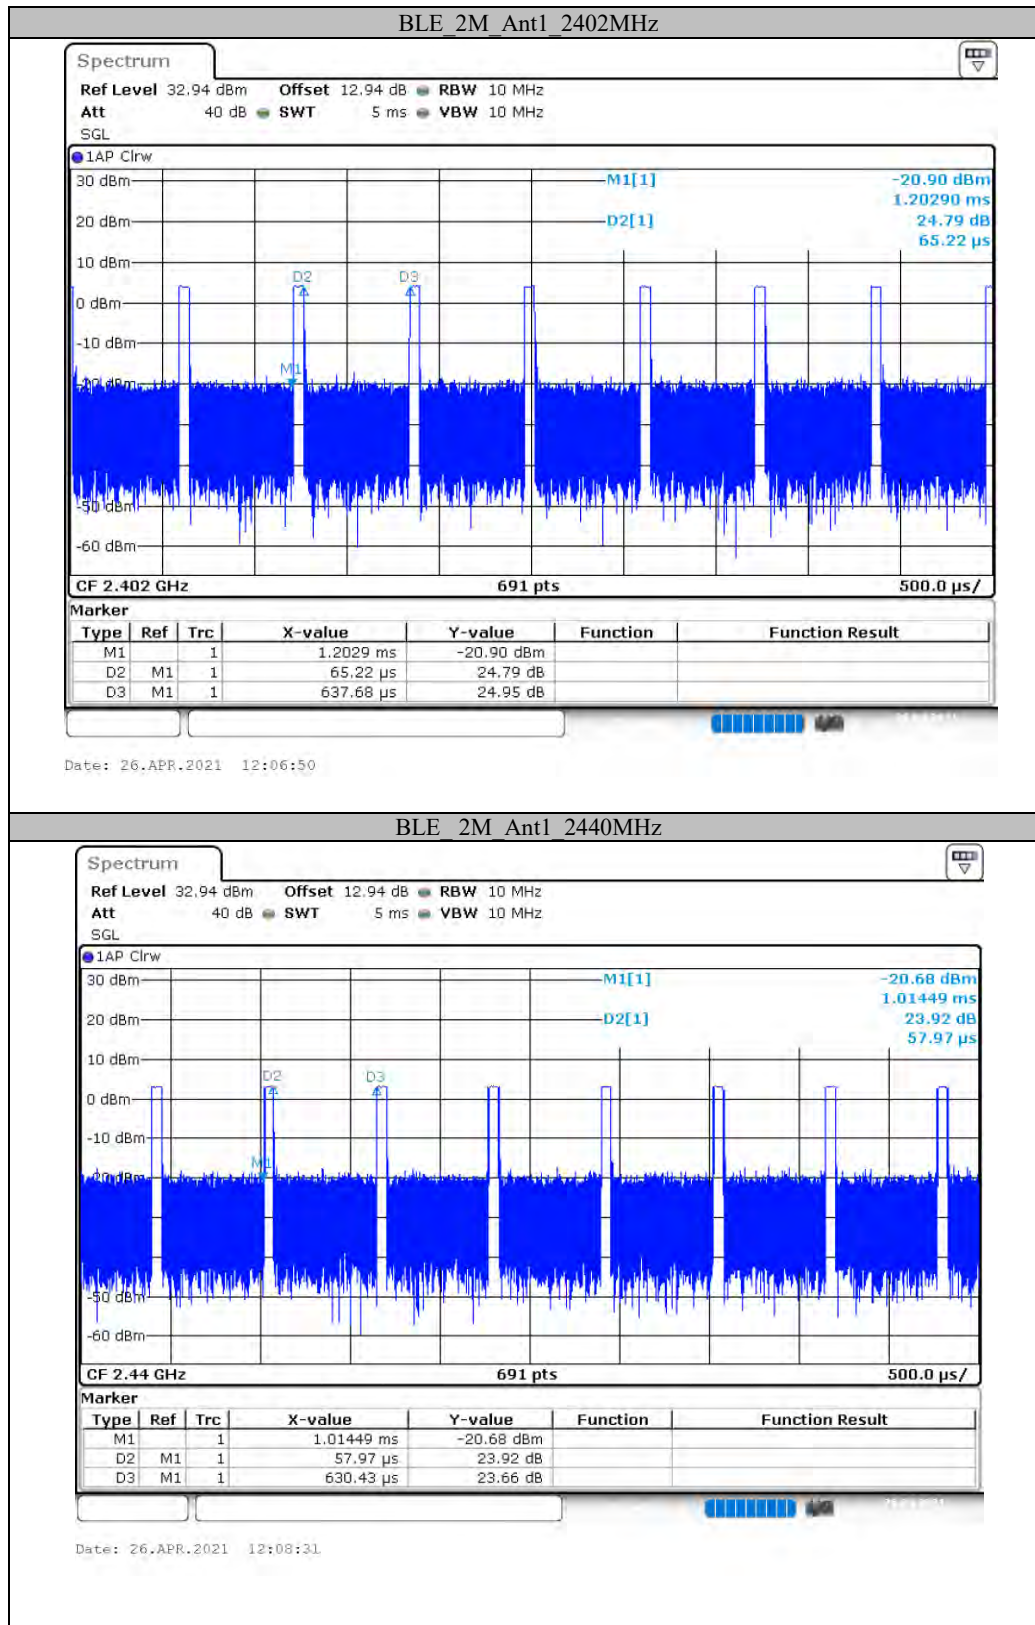 BLE_2M_Ant1_2402MHz
Spectrum
Ref Level 32.94 dBm Offset 12.94 dB RBW 10 MHz
Att 40 dB SWT 5 ms VBW 10 MHz
SGL
1AP Clrw
30 dBm M1[1] -20.90 dBm
1.20290 ms
20 dBm D2[1] 24.79 dB
65.22 µs
10 dBm
D2 D3
0 dBm
-10 dBm
M1
-20 dBm
-50 dBm
-60 dBm
CF 2.402 GHz 691 pts 500.0 µs/
Marker
Type Ref Trc X-value Y-value Function Function Result
M1 1 1.2029 ms -20.90 dBm
D2 M1 1 65.22 µs 24.79 dB
D3 M1 1 637.68 µs 24.95 dB
Date: 26.APR.2021 12:06:50
BLE_ 2M_Ant1_2440MHz
Spectrum
Ref Level 32.94 dBm Offset 12.94 dB RBW 10 MHz
Att 40 dB SWT 5 ms VBW 10 MHz
SGL
1AP Clrw
30 dBm M1[1] -20.68 dBm
1.01449 ms
20 dBm D2[1] 23.92 dB
57.97 µs
10 dBm
D2 D3
0 dBm
-10 dBm
M1
-20 dBm
-50 dBm
-60 dBm
CF 2.44 GHz 691 pts 500.0 µs/
Marker
Type Ref Trc X-value Y-value Function Function Result
M1 1 1.01449 ms -20.68 dBm
D2 M1 1 57.97 µs 23.92 dB
D3 M1 1 630.43 µs 23.66 dB
Date: 26.APR.2021 12:08:31